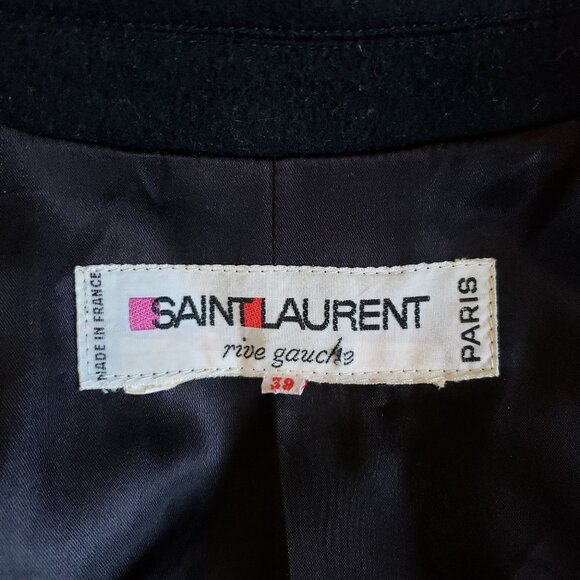 MADE IN FRANCE
SAINT LAURENT
rive gauche
PARIS
39